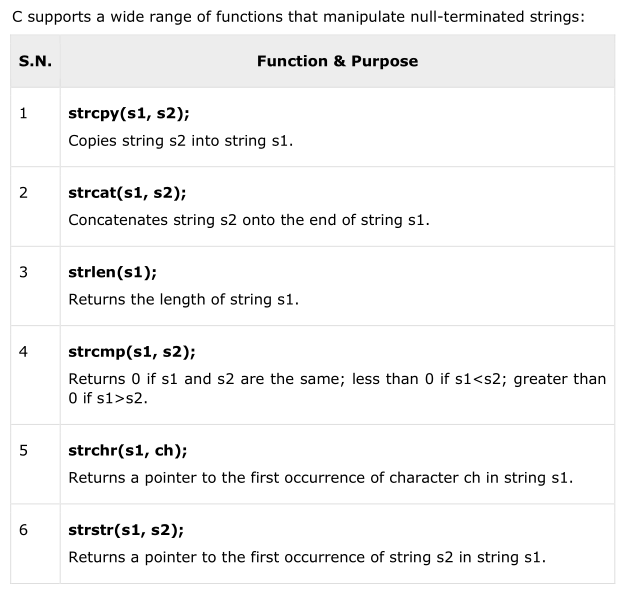 C supports a wide range of functions that manipulate null-terminated strings:
S.N. Function & Purpose
1 strcpy(s1, s2);
Copies string s2 into string s1.
2 strcat(s1, s2);
Concatenates string s2 onto the end of string s1.
3 strlen(s1);
Returns the length of string s1.
4 strcmp(s1, s2);
Returns 0 if s1 and s2 are the same; less than 0 if s1<s2; greater than
0 if s1>s2.
5 strchr(s1, ch);
Returns a pointer to the first occurrence of character ch in string s1.
6 strstr(s1, s2);
Returns a pointer to the first occurrence of string s2 in string s1.